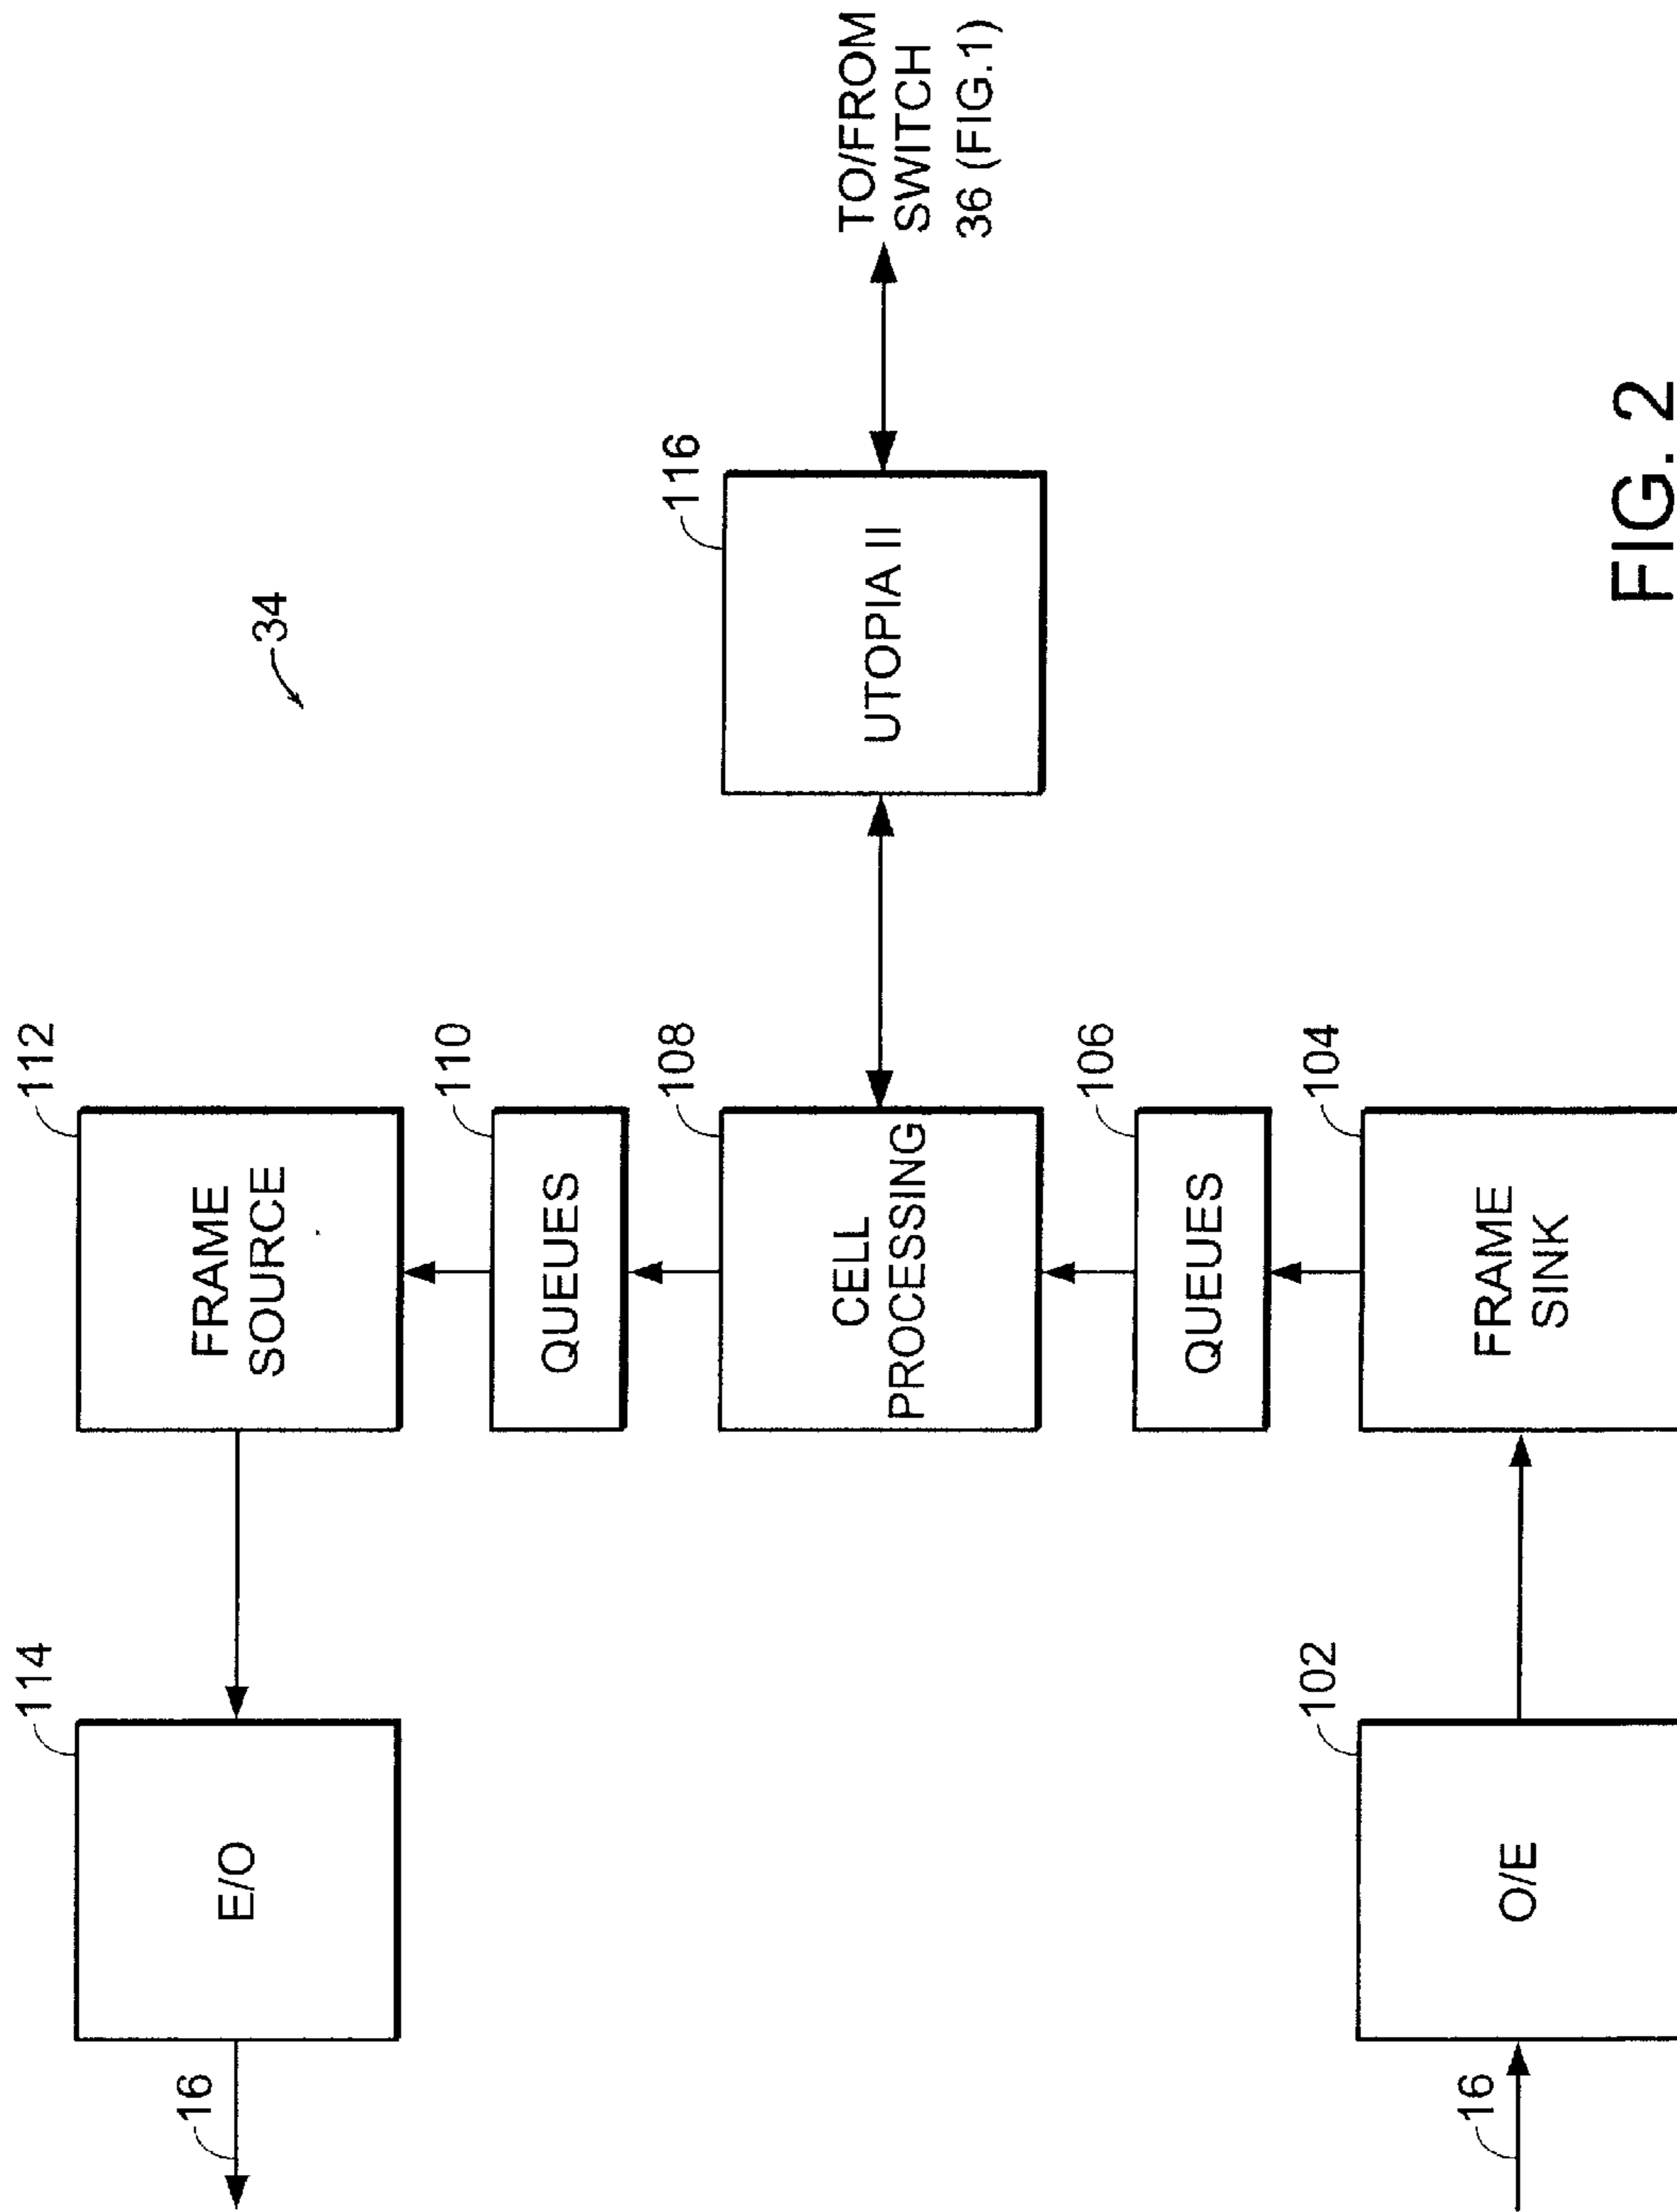 34
16
114
E/O
112
FRAME
SOURCE
110
QUEUES
108
CELL
PROCESSING
116
UTOPIA II
TO/FROM
SWITCH
36 (FIG.1)
106
QUEUES
16
102
O/E
104
FRAME
SINK
FIG. 2